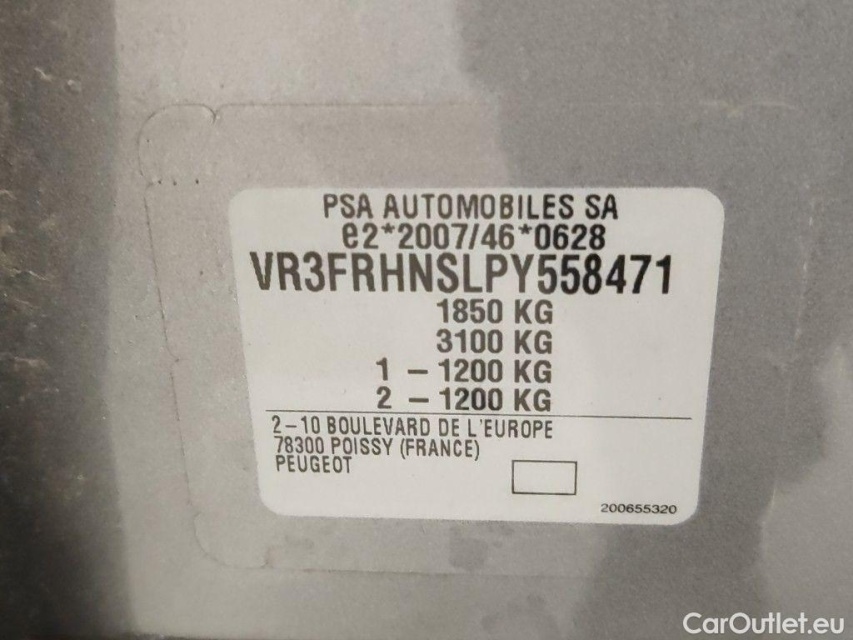 PSA AUTOMOBILES SA
e2*2007/46*0628
VR3FRHNSLPY558471
1850 KG
3100 KG
1 – 1200 KG
2 – 1200 KG
2–10 BOULEVARD DE L'EUROPE
78300 POISSY (FRANCE)
PEUGEOT
200655320
CarOutlet.eu